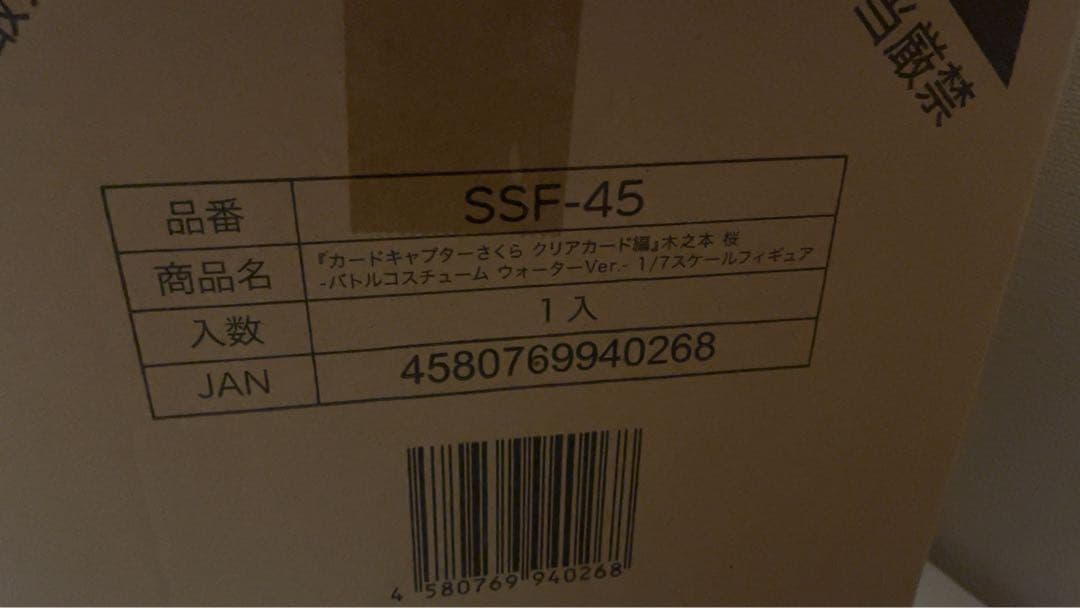 当厳禁
品番 SSF-45
商品名 『カードキャプターさくら クリアカード編』木之本 桜
-バトルコスチューム ウォーターVer.- 1/7スケールフィギュア
入数 1入
JAN 4580769940268
4 580769 940268